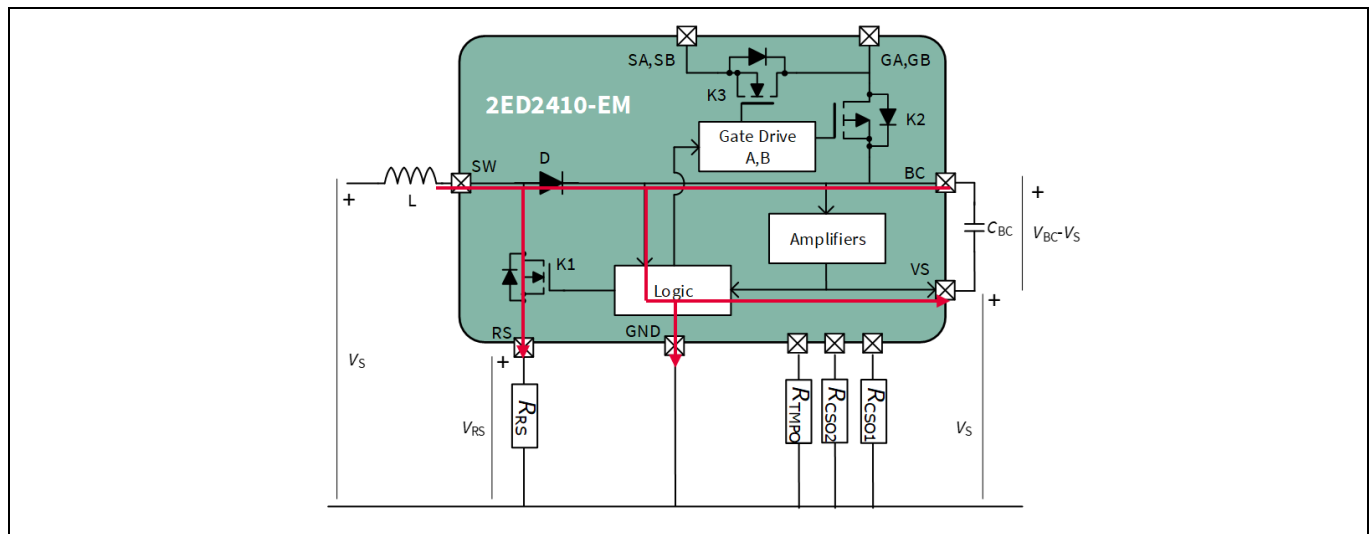 SA,SB
GA,GB
K3
2ED2410-EM
K2
Gate Drive
A,B
SW
D
BC
+
+
L
Amplifiers
CBC
VBC-VS
K1
VS
Logic
+
RS
GND
+
VS
VRS
RRS
RTMPO
RCSO2
RCSO1
VS